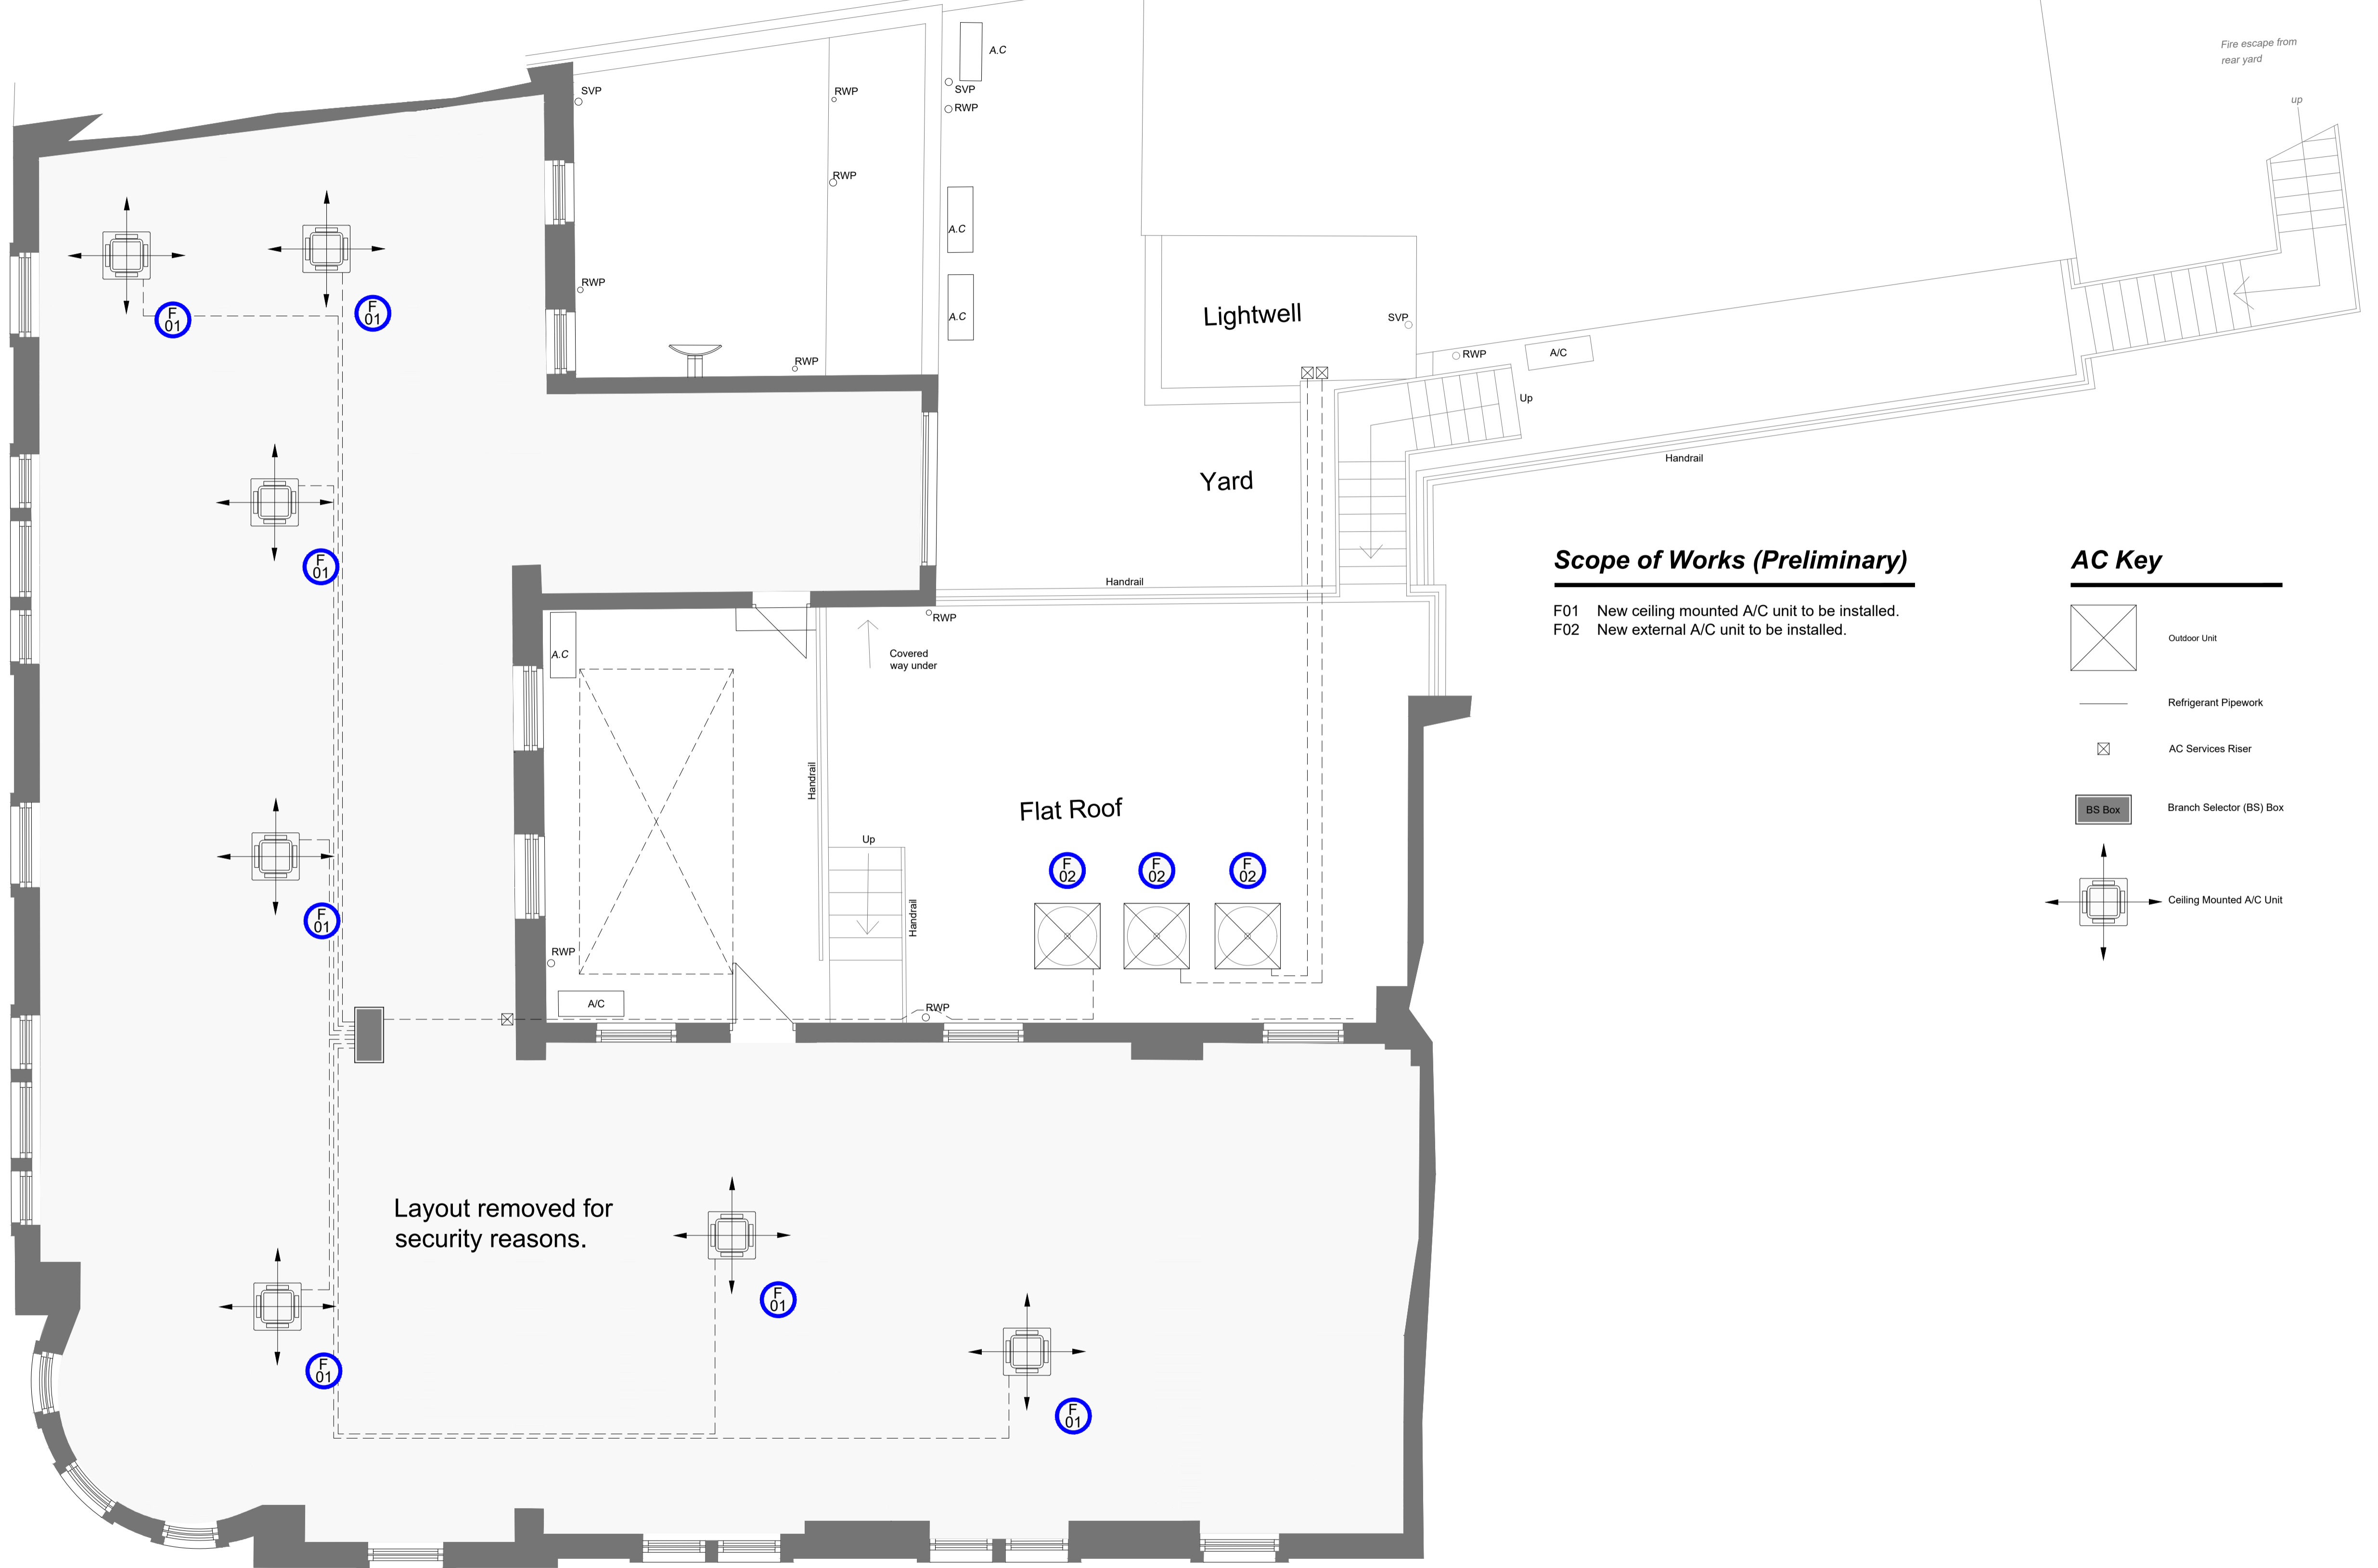 Fire escape from
rear yard
up
A.C
SVP
SVP
RWP
RWP
RWP
A.C
RWP
A.C
Lightwell
SVP
RWP
A/C
RWP
Up
F
01
F
01
Handrail
Yard
F
01
Handrail
Scope of Works (Preliminary)
F01 New ceiling mounted A/C unit to be installed.
F02 New external A/C unit to be installed.
AC Key
Outdoor Unit
Refrigerant Pipework
AC Services Riser
BS Box
Branch Selector (BS) Box
Ceiling Mounted A/C Unit
RWP
A.C
Covered
way under
Handrail
Flat Roof
Up
Handrail
F
02
F
02
F
02
F
01
RWP
A/C
RWP
Layout removed for
security reasons.
F
01
F
01
F
01